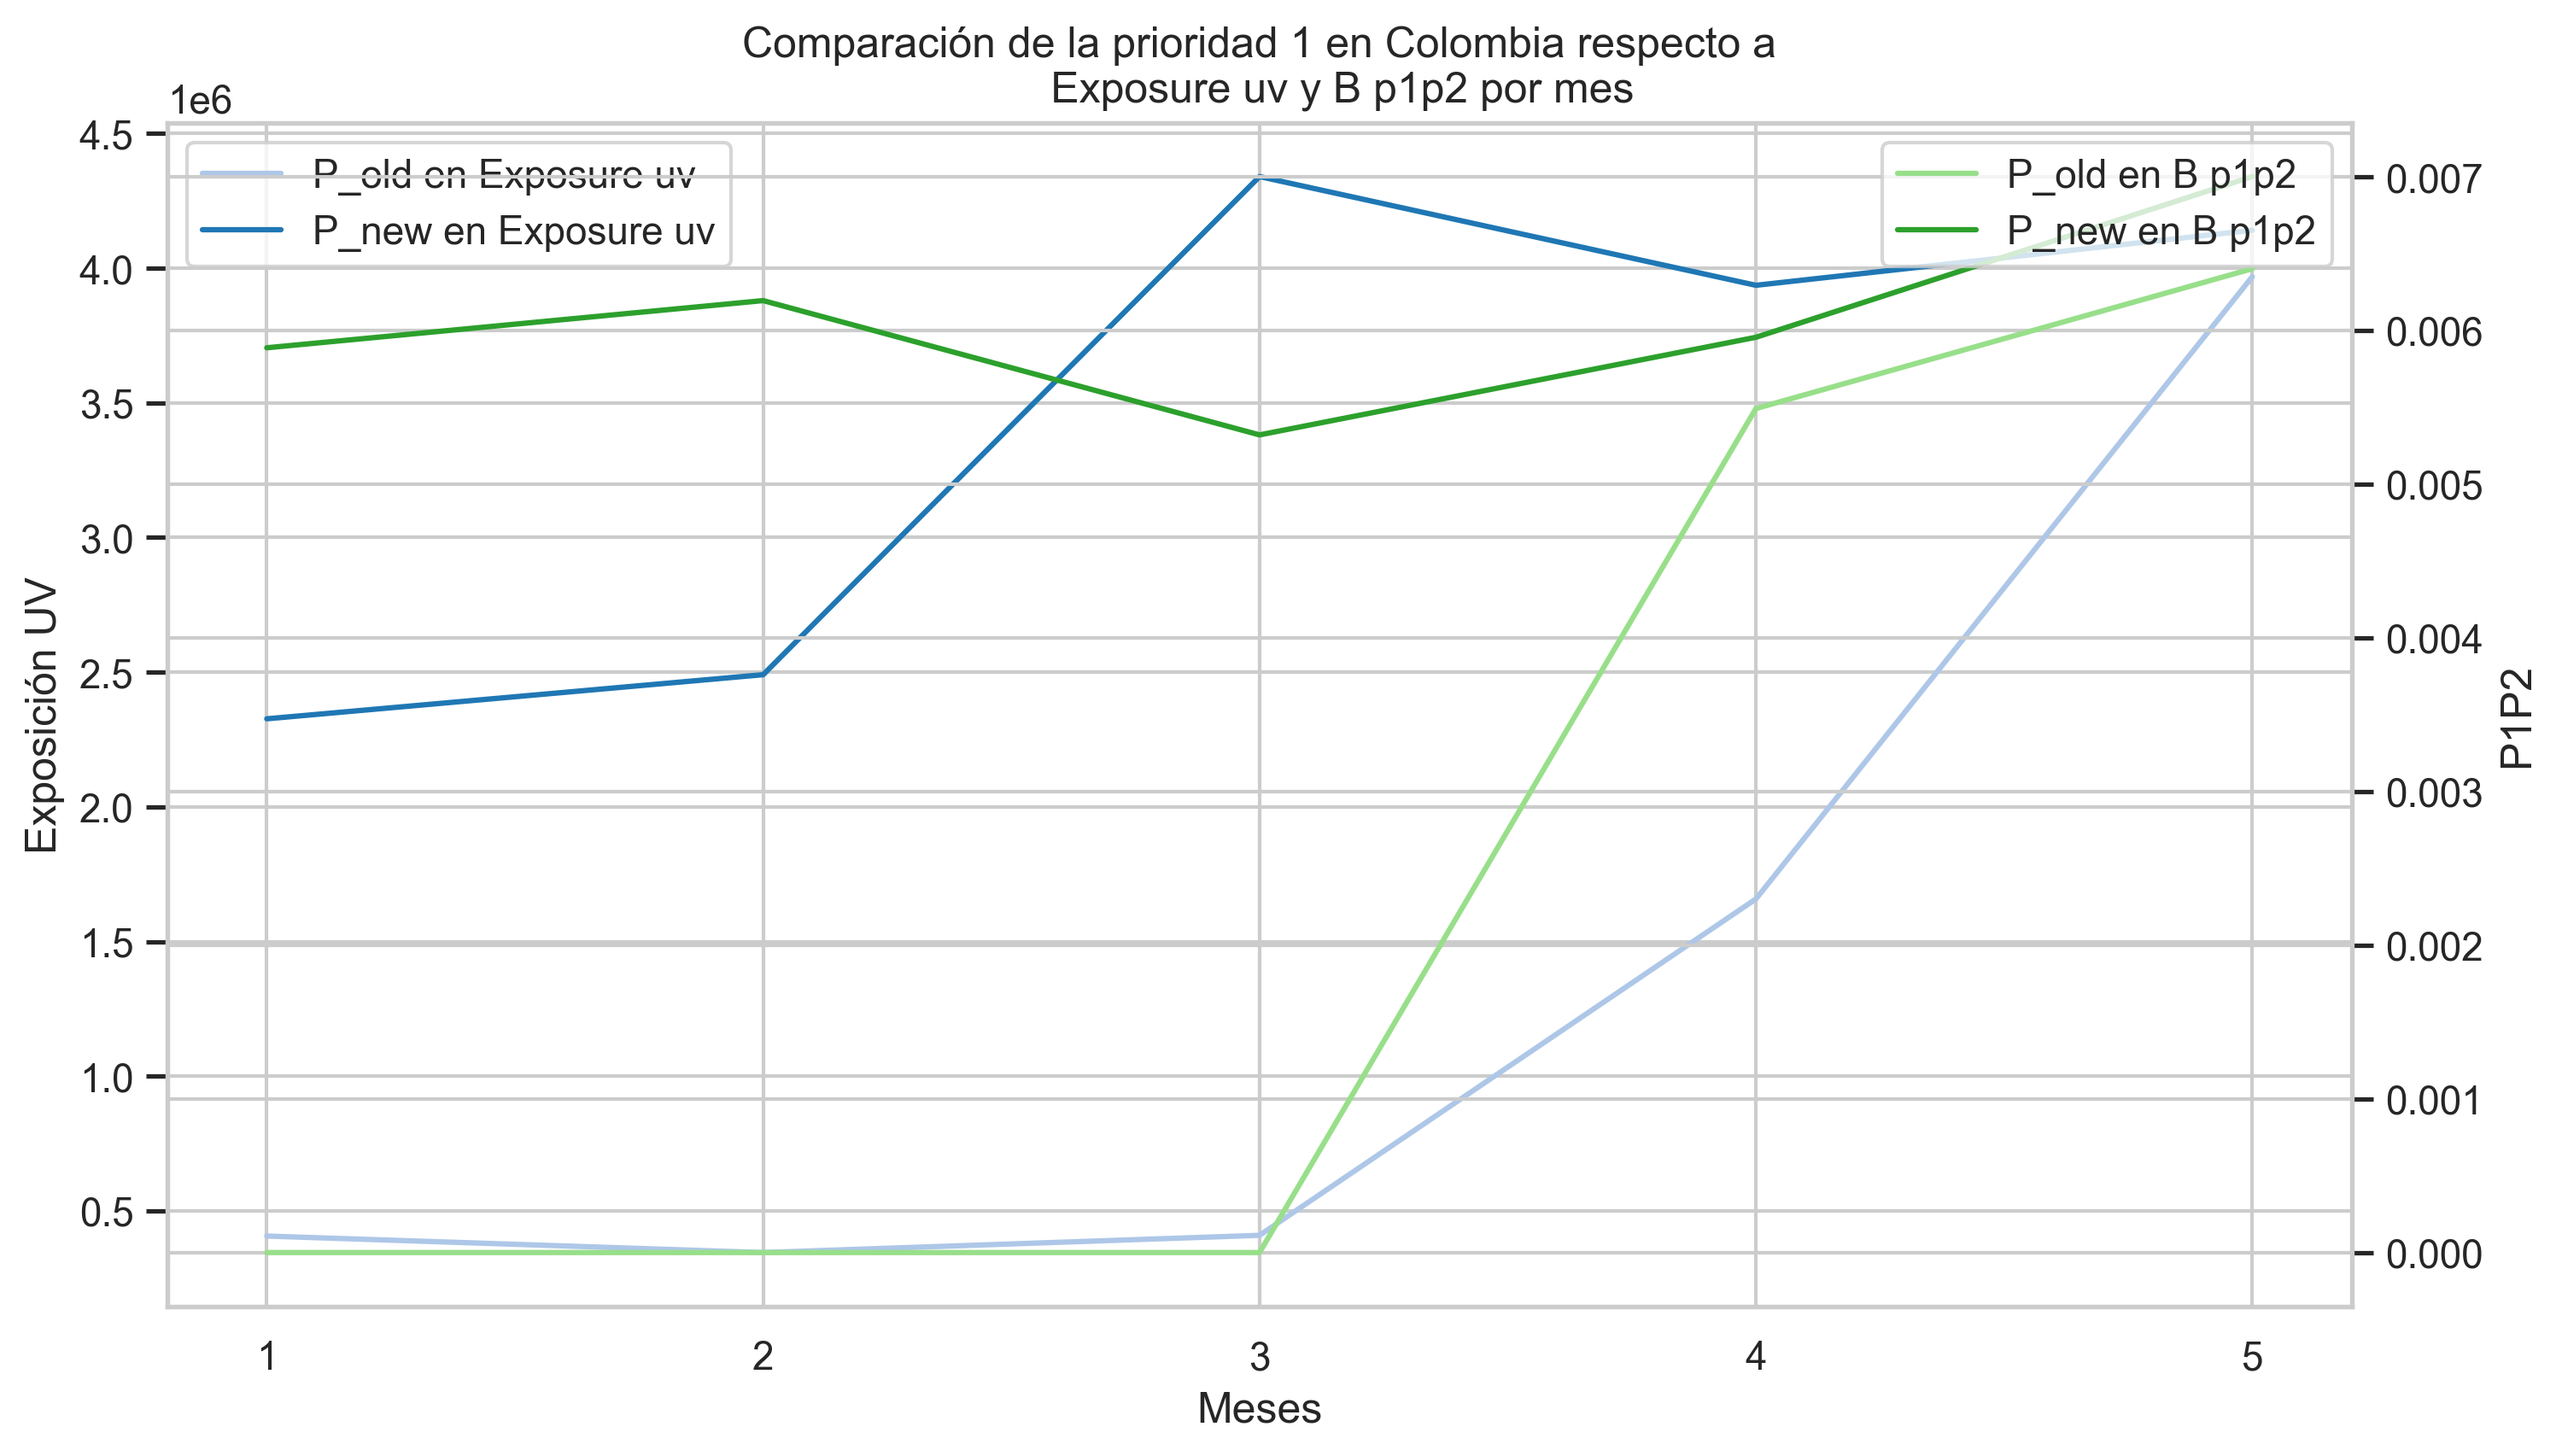 Comparación de la prioridad 1 en Colombia respecto a
Exposure uv y B p1p2 por mes
1e6
4.5
4.0
3.5
3.0
2.5
2.0
1.5
1.0
0.5
Exposición UV
P_old en Exposure uv
P_new en Exposure uv
P_old en B p1p2
P_new en B p1p2
0.007
0.006
0.005
0.004
0.003
0.002
0.001
0.000
P1P2
1 2 3 4 5
Meses